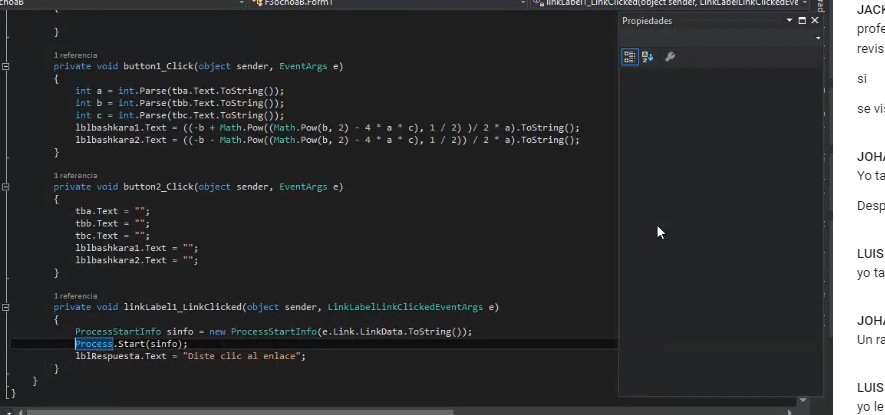 F3ochoaB.Form1
linkLabel1_LinkClicked(object sender, LinkLabelLinkClickedEve
}
1 referencia
private void button1_Click(object sender, EventArgs e)
{
int a = int.Parse(tba.Text.ToString());
int b = int.Parse(tbb.Text.ToString());
int c = int.Parse(tbc.Text.ToString());
lblbashkara1.Text = ((-b + Math.Pow((Math.Pow(b, 2) - 4 * a * c), 1 / 2) )/ 2 * a).ToString();
lblbashkara2.Text = ((-b - Math.Pow((Math.Pow(b, 2) - 4 * a * c), 1 / 2)) / 2 * a).ToString();
}
1 referencia
private void button2_Click(object sender, EventArgs e)
{
tba.Text = "";
tbb.Text = "";
tbc.Text = "";
lblbashkara1.Text = "";
lblbashkara2.Text = "";
}
1 referencia
private void linkLabel1_LinkClicked(object sender, LinkLabelLinkClickedEventArgs e)
{
ProcessStartInfo sinfo = new ProcessStartInfo(e.Link.LinkData.ToString());
Process.Start(sinfo);
lblRespuesta.Text = "Diste clic al enlace";
}
}
}
Propiedades
JACK
profe
revis
si
se vi
JOHA
Yo ta
Desp
LUIS
yo ta
JOHA
Un ra
LUIS
yo le